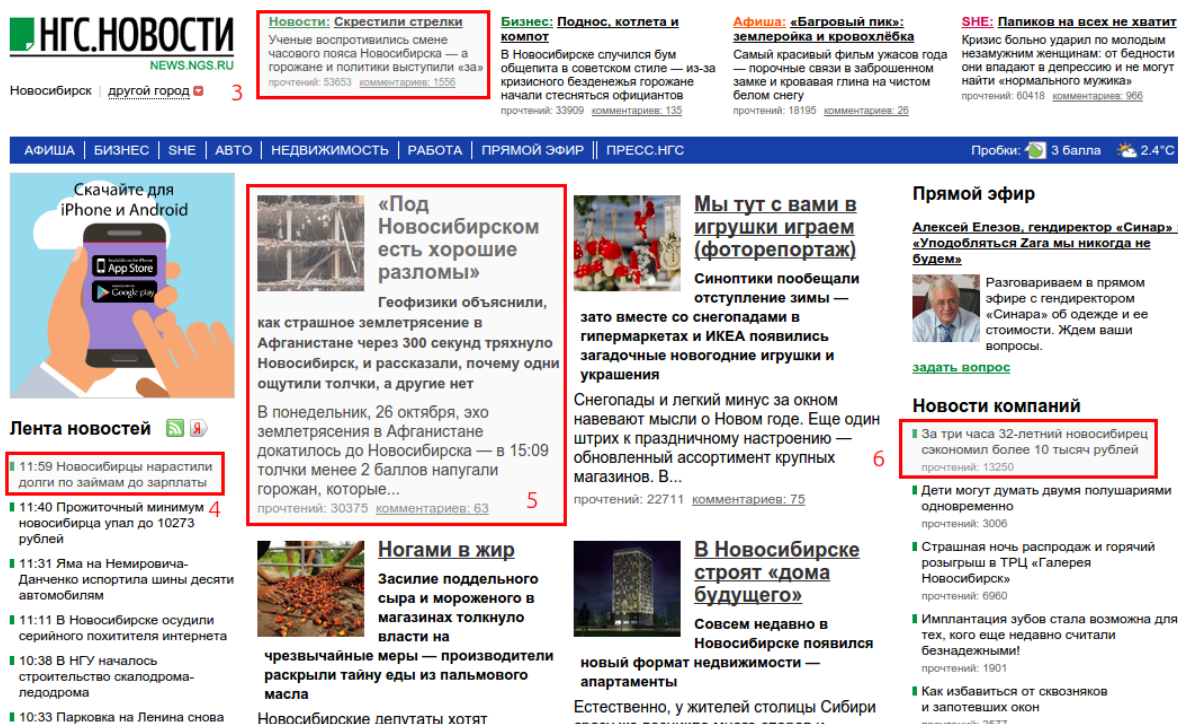 НГС.НОВОСТИ
NEWS.NGS.RU
Новосибирск | другой город
3
Новости: Скрестили стрелки
Ученые воспротивились смене
часового пояса Новосибирска — а
горожане и политики выступили «за»
прочтений: 53653 комментариев: 1556
Бизнес: Поднос, котлета и
компот
В Новосибирске случился бум
общепита в советском стиле — из-за
кризисного безденежья горожане
начали стесняться официантов
прочтений: 33909 комментариев: 135
Афиша: «Багровый пик»:
землеройка и кровохлёбка
Самый красивый фильм ужасов года
— порочные связи в заброшенном
замке и кровавая глина на чистом
белом снегу
прочтений: 18195 комментариев: 26
SHE: Папиков на всех не хватит
Кризис больно ударил по молодым
незамужним женщинам: от бедности
они впадают в депрессию и не могут
найти «нормального мужика»
прочтений: 60418 комментариев: 966
АФИША | БИЗНЕС | SHE | АВТО | НЕДВИЖИМОСТЬ | РАБОТА | ПРЯМОЙ ЭФИР || ПРЕСС.НГС
Пробки: 3 балла 2.4°C
Скачайте для
iPhone и Android
Available on the iPhone
App Store
Google play
Лента новостей Я
11:59 Новосибирцы нарастили
долги по займам до зарплаты
4
11:40 Прожиточный минимум
новосибирца упал до 10273
рублей
11:31 Яма на Немировича-
Данченко испортила шины десяти
автомобилям
11:11 В Новосибирске осудили
серийного похитителя интернета
10:38 В НГУ началось
строительство скалодрома-
ледодрома
10:33 Парковка на Ленина снова
«Под
Новосибирском
есть хорошие
разломы»
Геофизики объяснили,
как страшное землетрясение в
Афганистане через 300 секунд тряхнуло
Новосибирск, и рассказали, почему одни
ощутили толчки, а другие нет
В понедельник, 26 октября, эхо
землетрясения в Афганистане
докатилось до Новосибирска — в 15:09
толчки менее 2 баллов напугали
горожан, которые...
прочтений: 30375 комментариев: 63
5
Мы тут с вами в
игрушки играем
(фоторепортаж)
Синоптики пообещали
отступление зимы —
зато вместе со снегопадами в
гипермаркетах и ИКЕА появились
загадочные новогодние игрушки и
украшения
Снегопады и легкий минус за окном
навевают мысли о Новом годе. Еще один
штрих к праздничному настроению —
обновленный ассортимент крупных
магазинов. В...
прочтений: 22711 комментариев: 75
Ногами в жир
Засилие поддельного
сыра и мороженого в
магазинах толкнуло
власти на
чрезвычайные меры — производители
раскрыли тайну еды из пальмового
масла
Новосибирские депутаты хотят
В Новосибирске
строят «дома
будущего»
Совсем недавно в
Новосибирске появился
новый формат недвижимости —
апартаменты
Естественно, у жителей столицы Сибири
сразу же возникло много споров и
Прямой эфир
Алексей Елезов, гендиректор «Синар» :
«Уподобляться Zara мы никогда не
будем»
Разговариваем в прямом
эфире с гендиректором
«Синара» об одежде и ее
стоимости. Ждем ваши
вопросы.
задать вопрос
Новости компаний
6
За три часа 32-летний новосибирец
сэкономил более 10 тысяч рублей
прочтений: 13250
Дети могут думать двумя полушариями
одновременно
прочтений: 3006
Страшная ночь распродаж и горячий
розыгрыш в ТРЦ «Галерея
Новосибирск»
прочтений: 6960
Имплантация зубов стала возможна для
тех, кого еще недавно считали
безнадежными!
прочтений: 1901
Как избавиться от сквозняков
и запотевших окон
прочтений: 2577